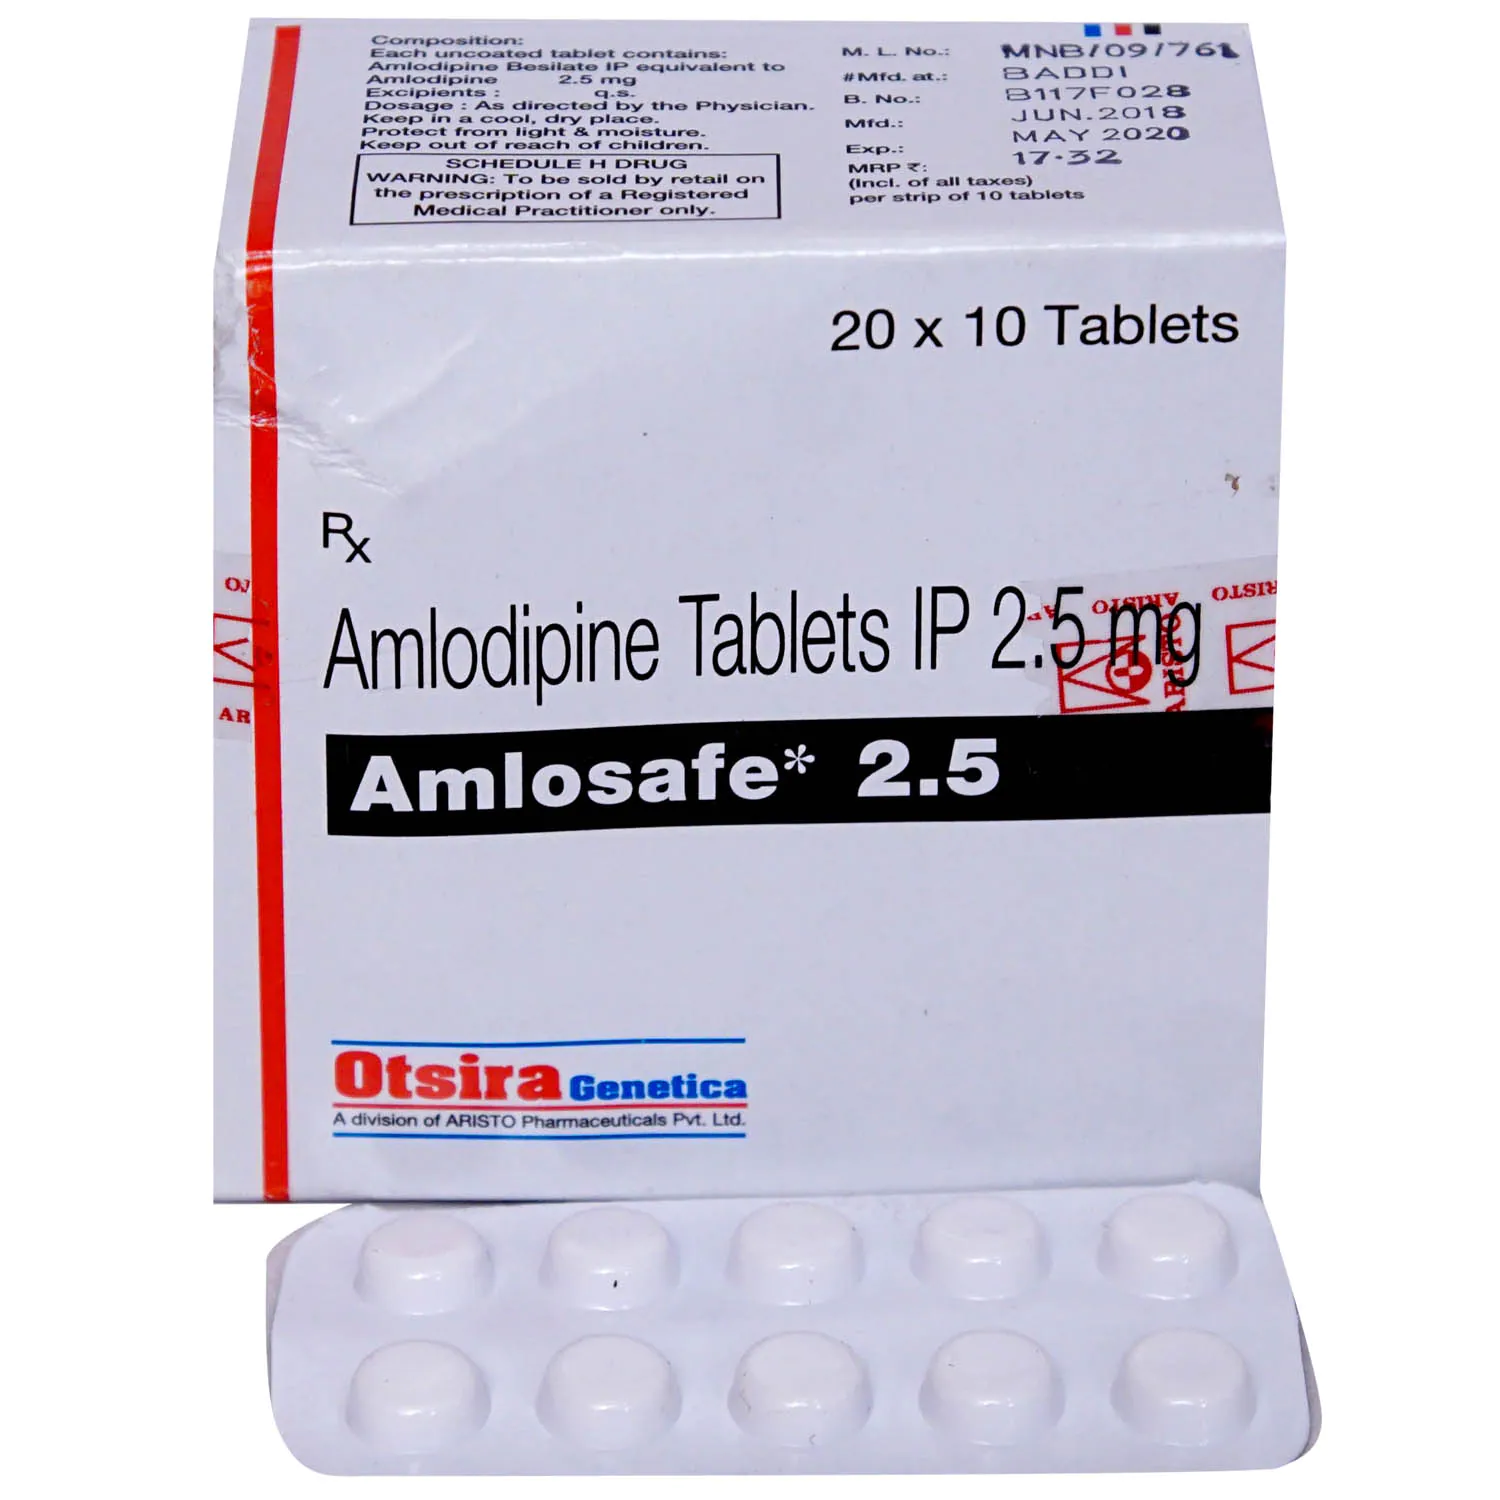 Composition:
Each uncoated tablet contains:
Amlodipine Besilate IP equivalent to
Amlodipine 2.5 mg
Excipients : q.s.
Dosage : As directed by the Physician.
Keep in a cool, dry place.
Protect from light & moisture.
Keep out of reach of children.
SCHEDULE H DRUG
WARNING: To be sold by retail on
the prescription of a Registered
Medical Practitioner only.
M. L. No.: MNB/09/761
#Mfd. at.: BADDI
B. No.: B117F028
Mfd.: JUN.2018
Exp.: MAY 2020
MRP ₹: 17.32
(Incl. of all taxes)
per strip of 10 tablets
20 x 10 Tablets
Rx
Amlodipine Tablets IP 2.5 mg
Amlosafe* 2.5
ARISTO
ARISTO
Otsira Genetica
A division of ARISTO Pharmaceuticals Pvt. Ltd.